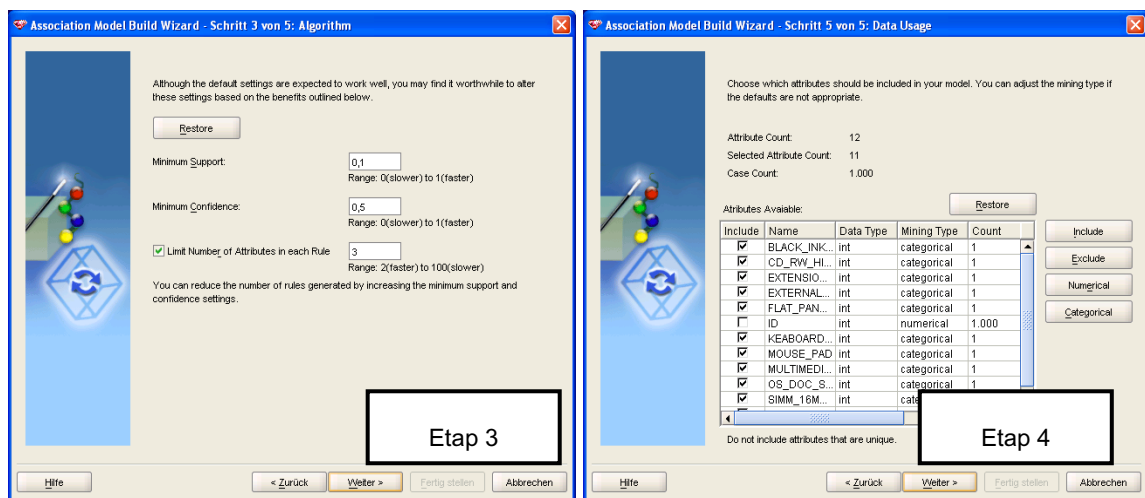 Association Model Build Wizard - Schritt 3 von 5: Algorithm
Although the default settings are expected to work well, you may find it worthwhile to alter
these settings based on the benefits outlined below.
Restore
Minimum Support: 0,1
Range: 0(slower) to 1(faster)
Minimum Confidence: 0,5
Range: 0(slower) to 1(faster)
Limit Number of Attributes in each Rule 3
Range: 2(faster) to 100(slower)
You can reduce the number of rules generated by increasing the minimum support and
confidence settings.
Etap 3
Hilfe < Zurück Weiter > Fertig stellen Abbrechen
Association Model Build Wizard - Schritt 5 von 5: Data Usage
Choose which attributes should be included in your model. You can adjust the mining type if
the defaults are not appropriate.
Attribute Count: 12
Selected Attribute Count: 11
Case Count: 1.000
Atributes Avaiable: Restore
Include Name Data Type Mining Type Count
BLACK_INK... int categorical 1
CD_RW_HI... int categorical 1
EXTENSIO... int categorical 1
EXTERNAL... int categorical 1
FLAT_PAN... int categorical 1
ID int numerical 1.000
KEABOARD... int categorical 1
MOUSE_PAD int categorical 1
MULTIMEDI... int categorical 1
OS_DOC_S... int categorical 1
SIMM_16M... int
Include
Exclude
Numerical
Categorical
Etap 4
Do not include attributes that are unique.
Hilfe < Zurück Weiter > Fertig stellen Abbrechen